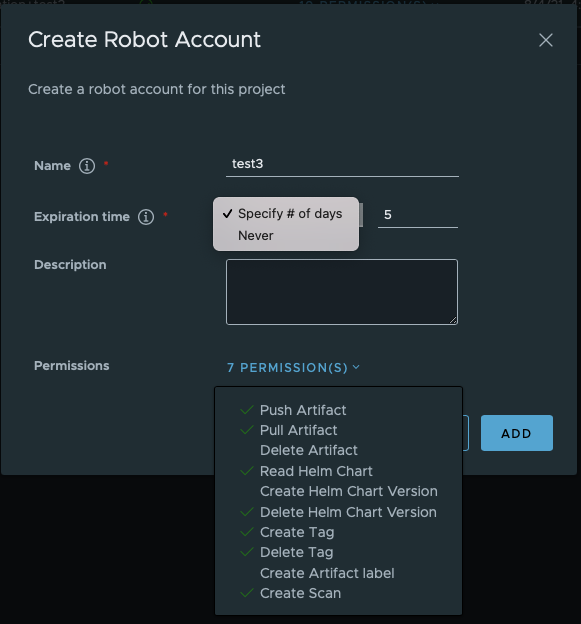 Create Robot Account
Create a robot account for this project
Name *
test3
Expiration time *
✓ Specify # of days
Never
5
Description
Permissions
7 PERMISSION(S)
Push Artifact
Pull Artifact
Delete Artifact
Read Helm Chart
Create Helm Chart Version
Delete Helm Chart Version
Create Tag
Delete Tag
Create Artifact label
Create Scan
ADD